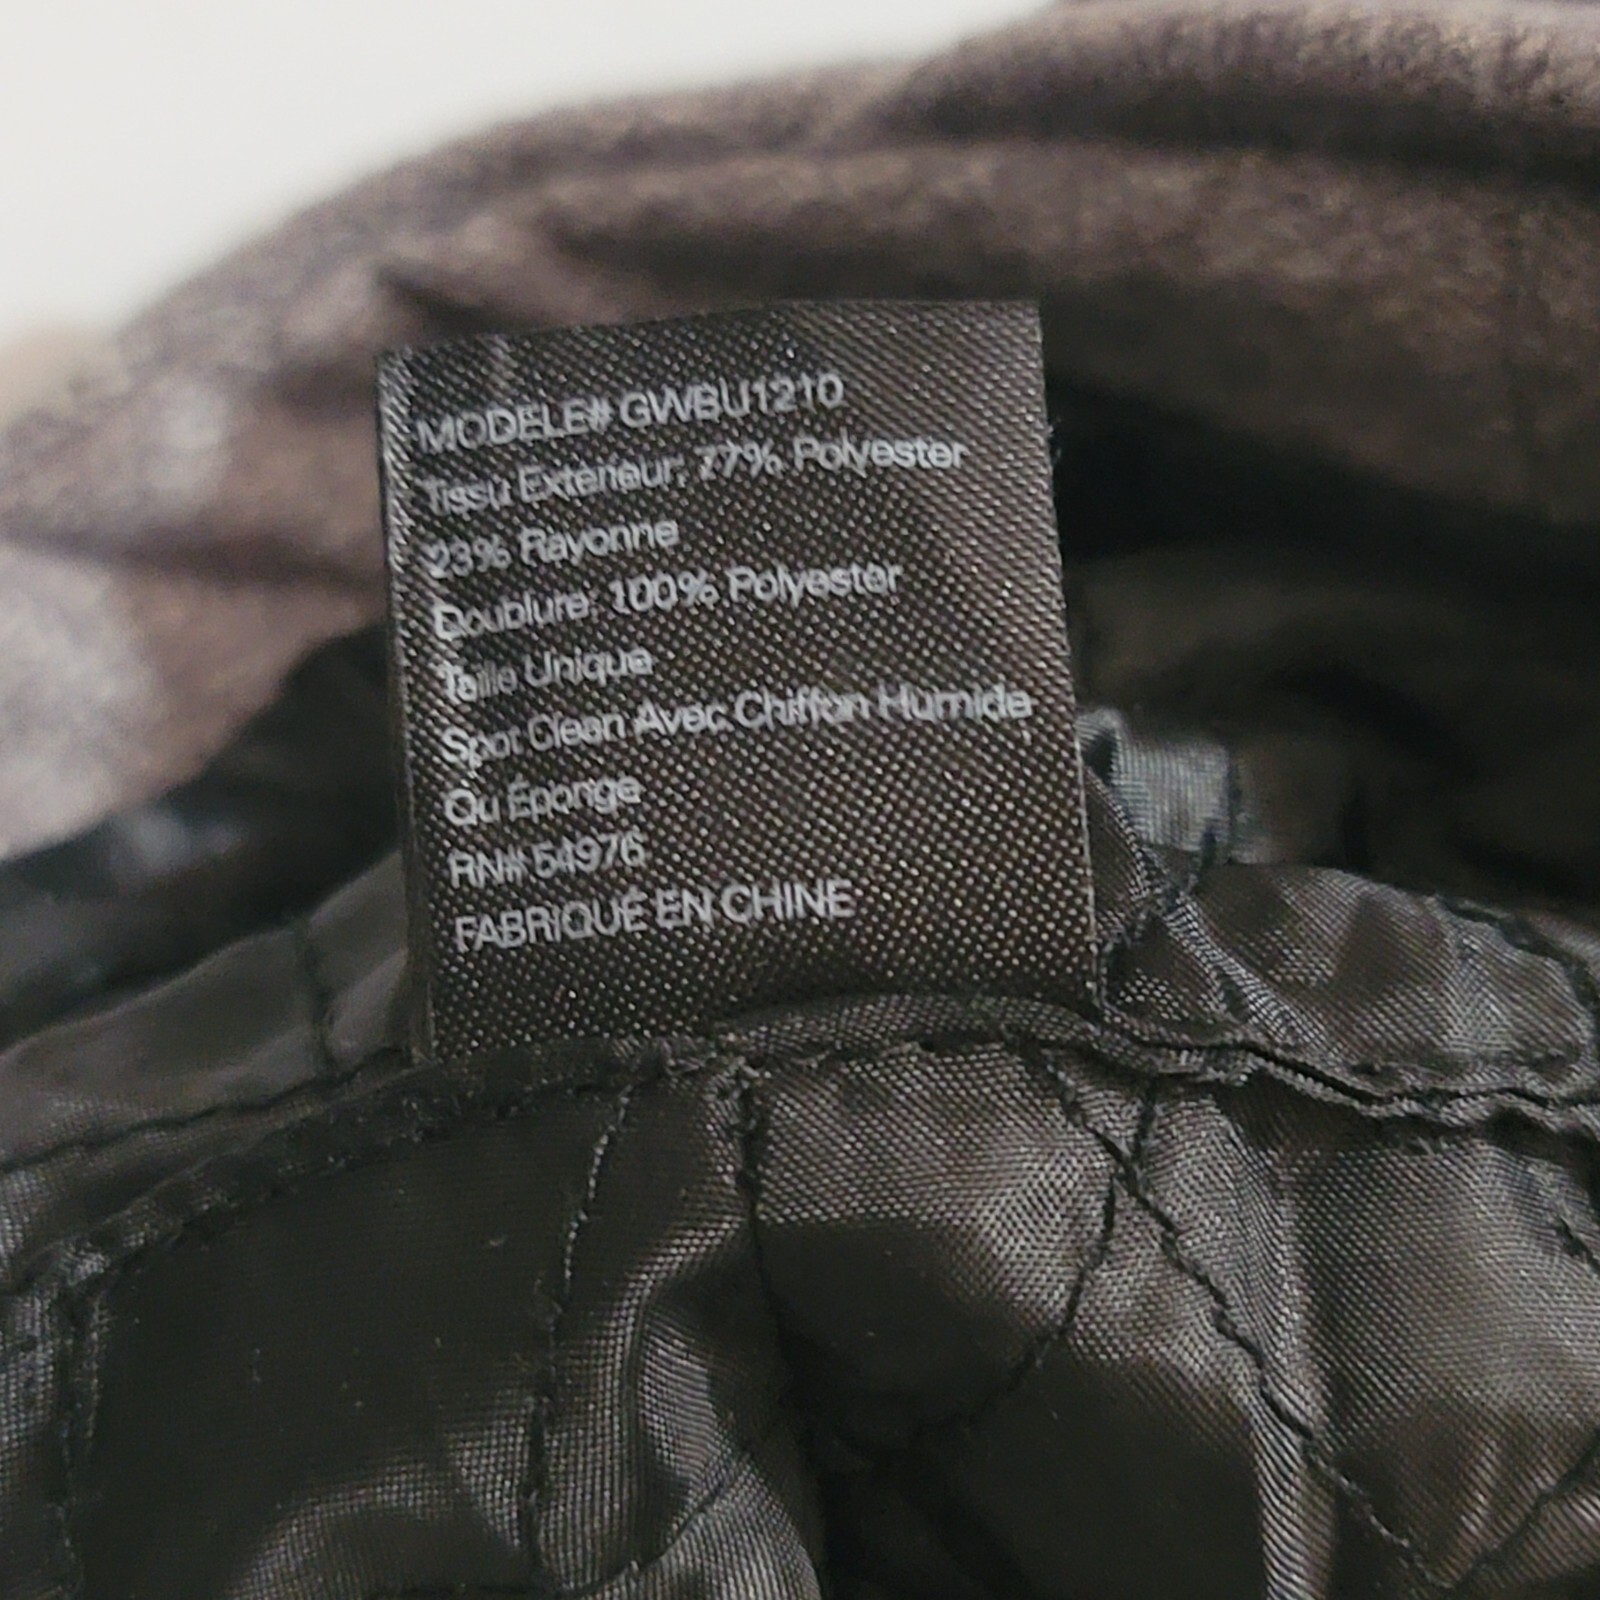 MODELE# GWBU1210
Tissu Exterieur: 77% Polyester
23% Rayonne
Doublure: 100% Polyester
Taille Unique
Spot Clean Avec Chiffon Humide
Ou Éponge
RN# 54976
FABRIQUÉ EN CHINE